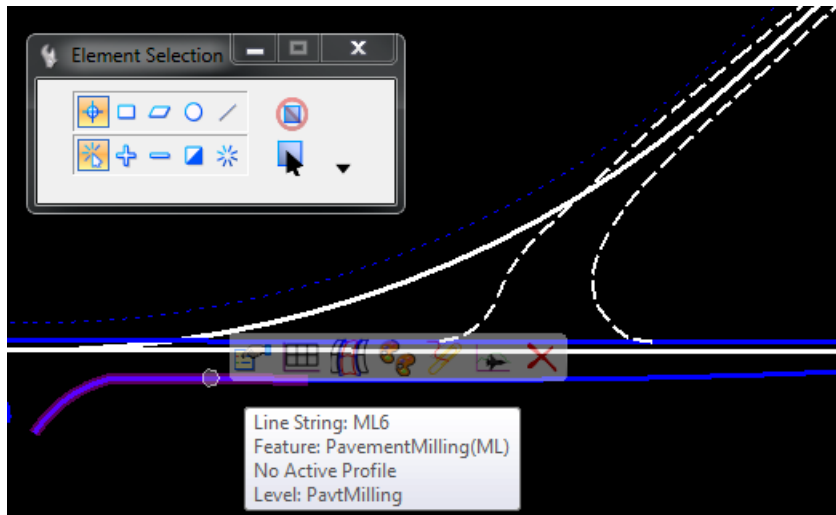 Element Selection
Line String: ML6
Feature: PavementMilling(ML)
No Active Profile
Level: PavtMilling